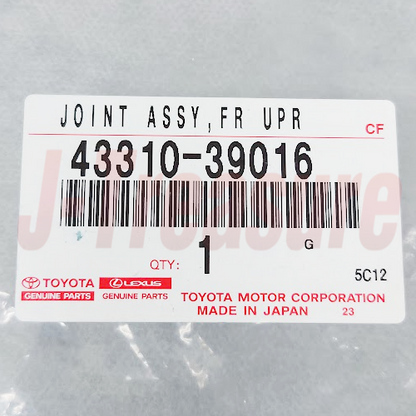 JOINT ASSY, FR UPR
CF
43310-39016
J-Treasure
QTY: 1 G
5C12
TOYOTA LEXUS
GENUINE PARTS GENUINE PARTS
TOYOTA MOTOR CORPORATION
MADE IN JAPAN 23